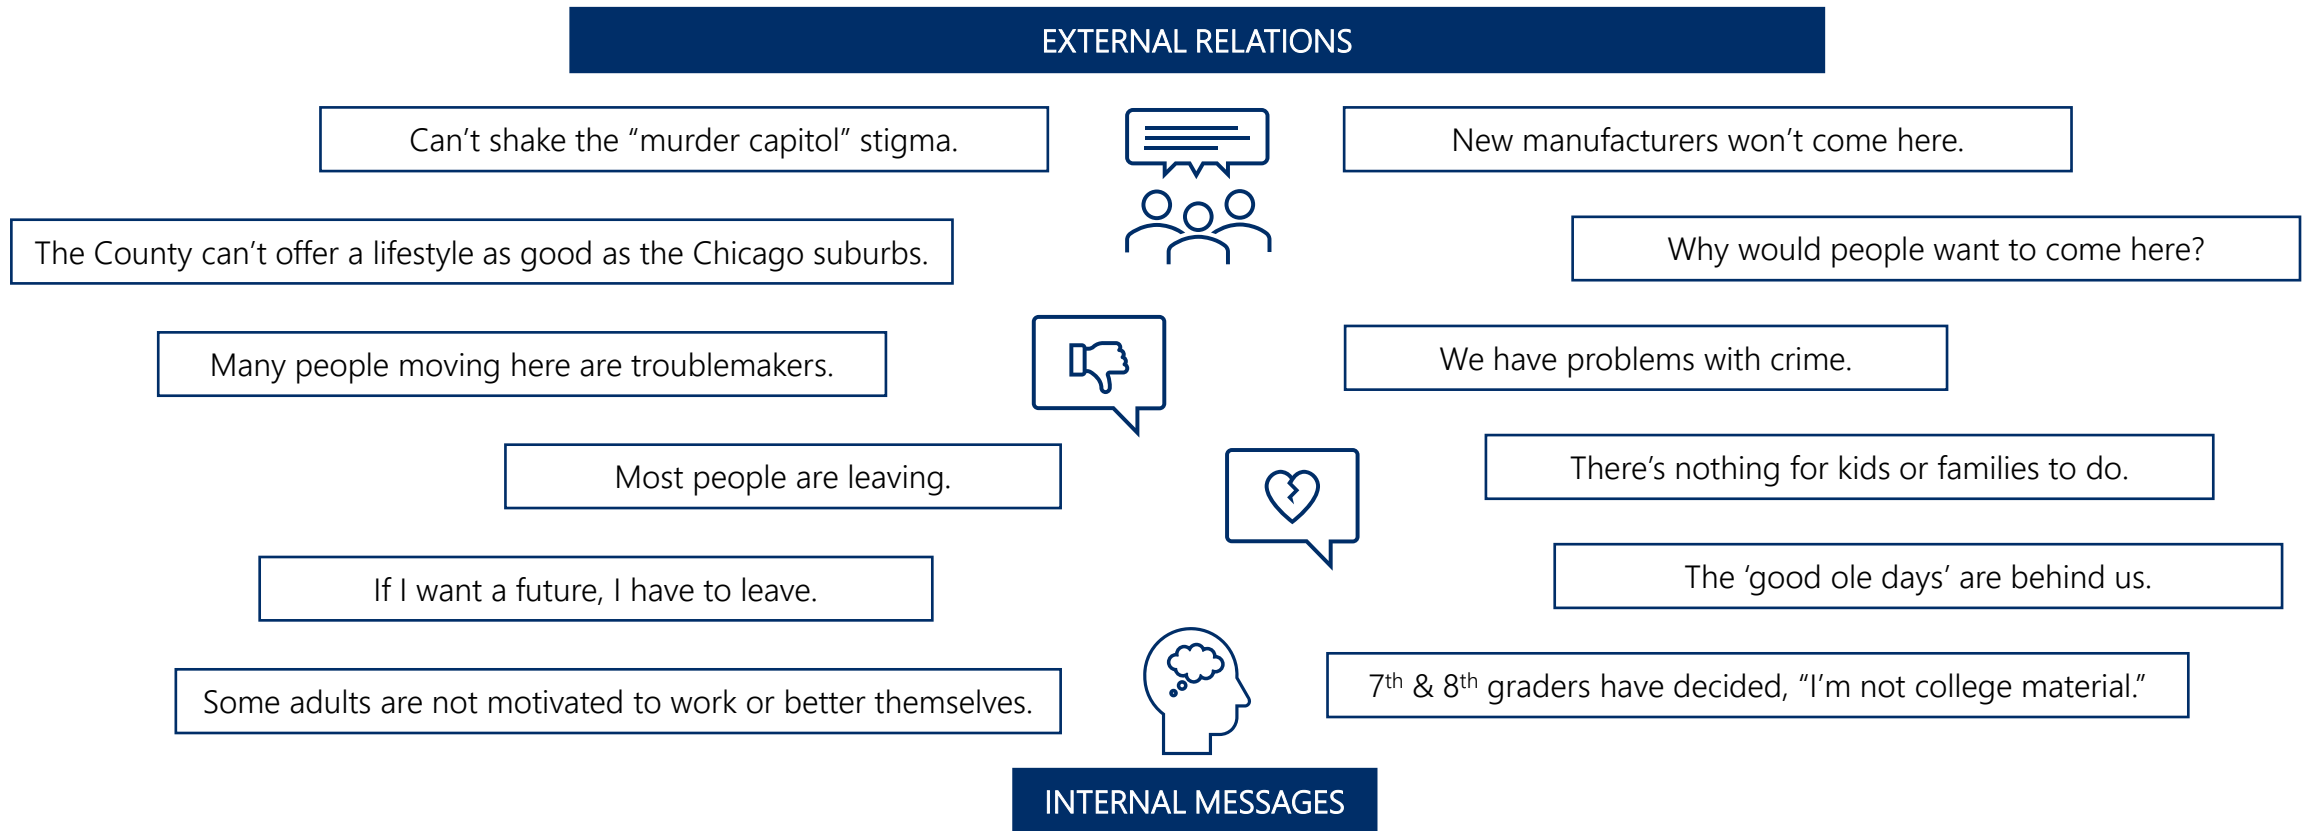 EXTERNAL RELATIONS
Can’t shake the “murder capitol” stigma.
New manufacturers won’t come here.
The County can’t offer a lifestyle as good as the Chicago suburbs.
Why would people want to come here?
Many people moving here are troublemakers.
We have problems with crime.
Most people are leaving.
There’s nothing for kids or families to do.
If I want a future, I have to leave.
The ‘good ole days’ are behind us.
Some adults are not motivated to work or better themselves.
7th & 8th graders have decided, “I’m not college material.”
INTERNAL MESSAGES